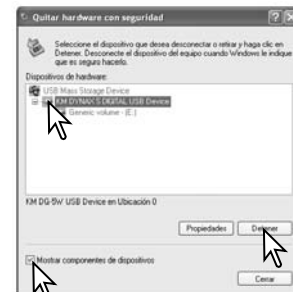 Quitar hardware con seguridad
Seleccione el dispositivo que desea desconectar o retirar y haga clic en
Detener. Desconecte el dispositivo del equipo cuando Windows le indique
que es seguro hacerlo.
Dispositivos de hardware:
USB Mass Storage Device
KM DYNAX 5 DIGITAL USB Device
Generic volume - (E:)
KM DG-5W USB Device en Ubicación 0
Propiedades
Detener
Mostrar componentes de dispositivos
Cerrar